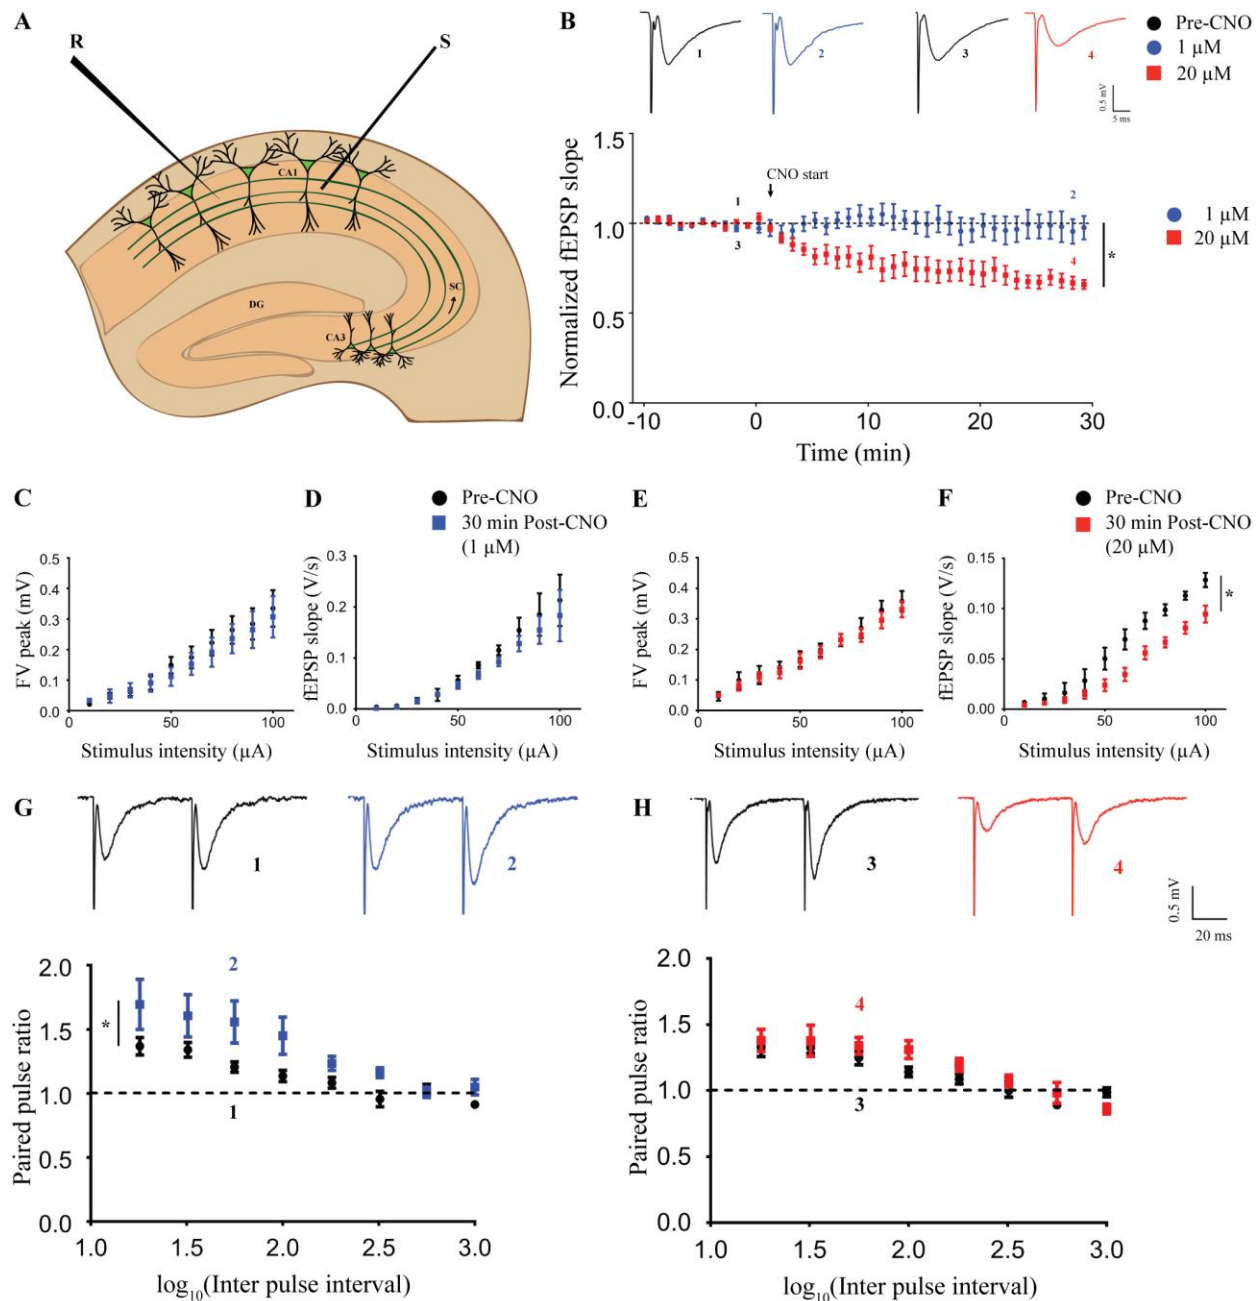 A
R
S
CA1
DG
SC
CA3
B
1
2
3
4
0.5 mV
5 ms
Pre-CNO
1 µM
20 µM
Normalized fEPSP slope
1.5
1.0
0.5
0.0
CNO start
1
3
2
4
*
-10
0
10
20
30
Time (min)
1 µM
20 µM
C
FV peak (mV)
0.5
0.4
0.3
0.2
0.1
0.0
0
50
100
Stimulus intensity (µA)
D
Pre-CNO
30 min Post-CNO
(1 µM)
fEPSP slope (V/s)
0.3
0.2
0.1
0.0
0
50
100
Stimulus intensity (µA)
E
FV peak (mV)
0.5
0.4
0.3
0.2
0.1
0.0
0
50
100
Stimulus intensity (µA)
F
Pre-CNO
30 min Post-CNO
(20 µM)
fEPSP slope (V/s)
0.15
0.10
0.05
0.00
0
50
100
*
Stimulus intensity (µA)
G
1
2
Paired pulse ratio
2.0
1.5
1.0
0.5
0.0
*
2
1
1.0
1.5
2.0
2.5
3.0
log10(Inter pulse interval)
H
3
4
0.5 mV
20 ms
Paired pulse ratio
2.0
1.5
1.0
0.5
0.0
4
3
1.0
1.5
2.0
2.5
3.0
log10(Inter pulse interval)